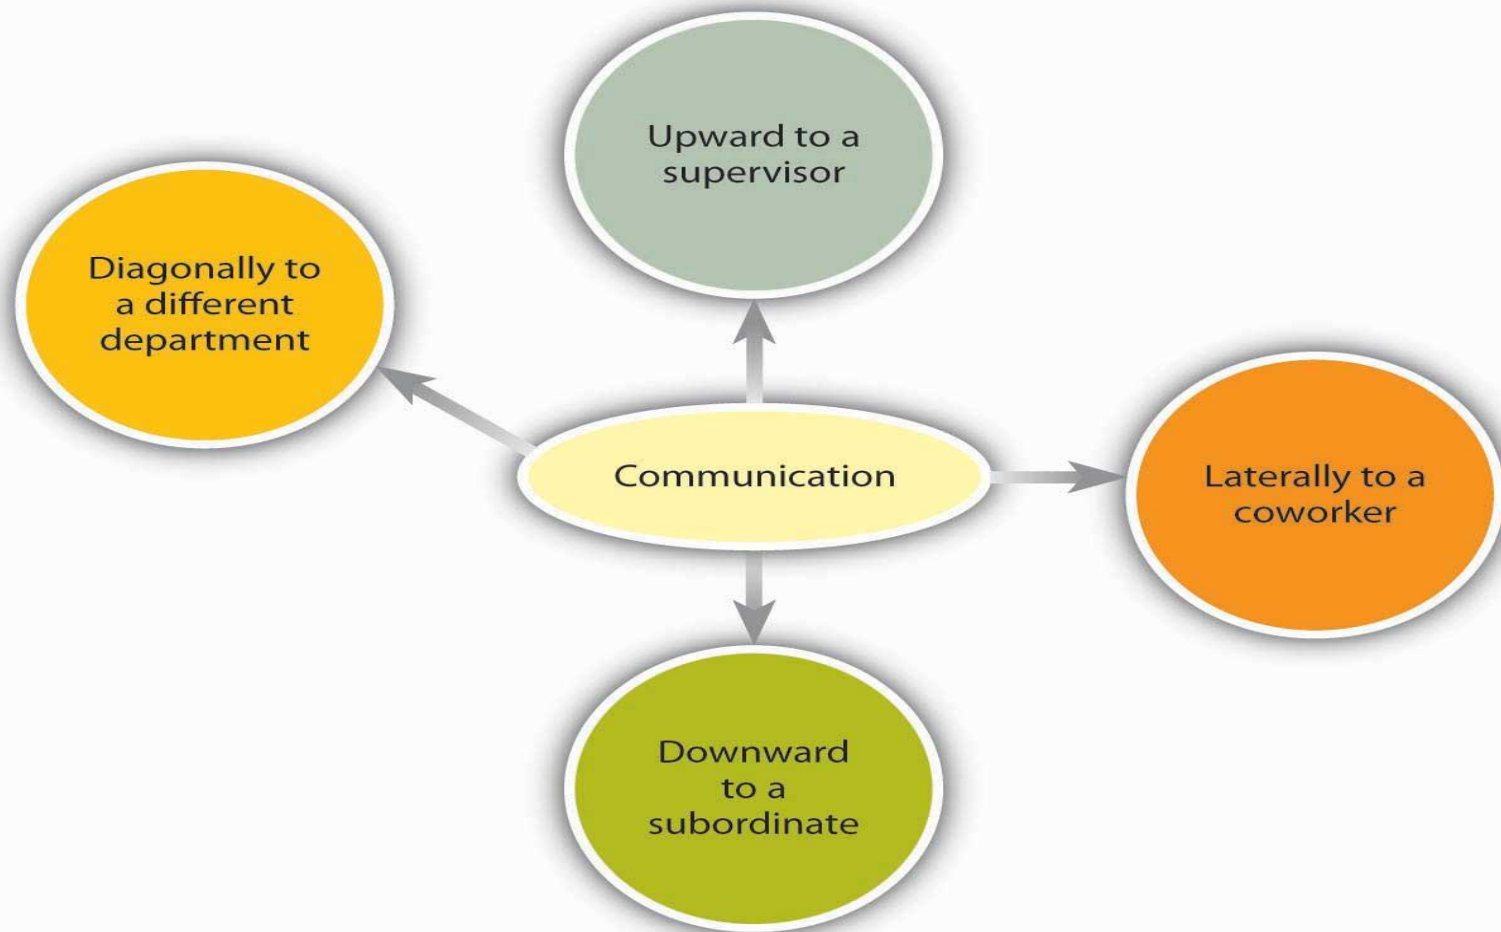 Upward to a
supervisor
Diagonally to
a different
department
Communication
Laterally to a
coworker
Downward
to a
subordinate